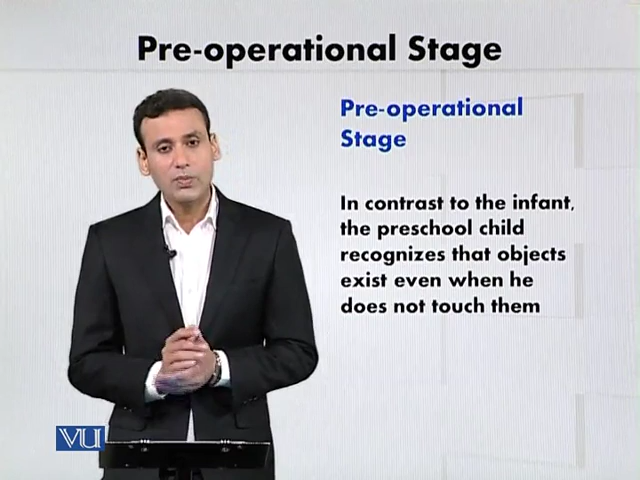 Pre-operational Stage
Pre-operational
Stage
In contrast to the infant,
the preschool child
recognizes that objects
exist even when he
does not touch them
VU